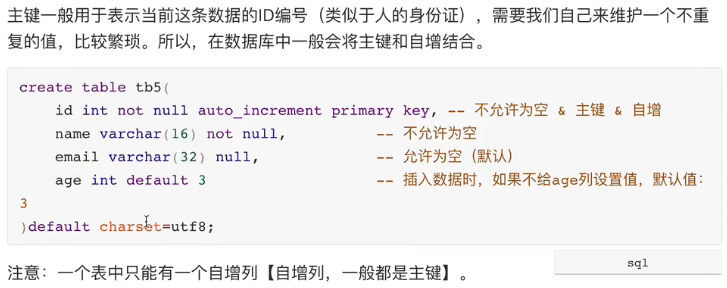 主键一般用于表示当前这条数据的ID编号（类似于人的身份证），需要我们自己来维护一个不重
复的值，比较繁琐。所以，在数据库中一般会将主键和自增结合。
create table tb5(
    id int not null auto_increment primary key, -- 不允许为空 & 主键 & 自增
    name varchar(16) not null,          -- 不允许为空
    email varchar(32) null,             -- 允许为空（默认）
    age int default 3                   -- 插入数据时，如果不给age列设置值，默认值：
3
)default charset=utf8;
sql
注意：一个表中只能有一个自增列【自增列，一般都是主键】。